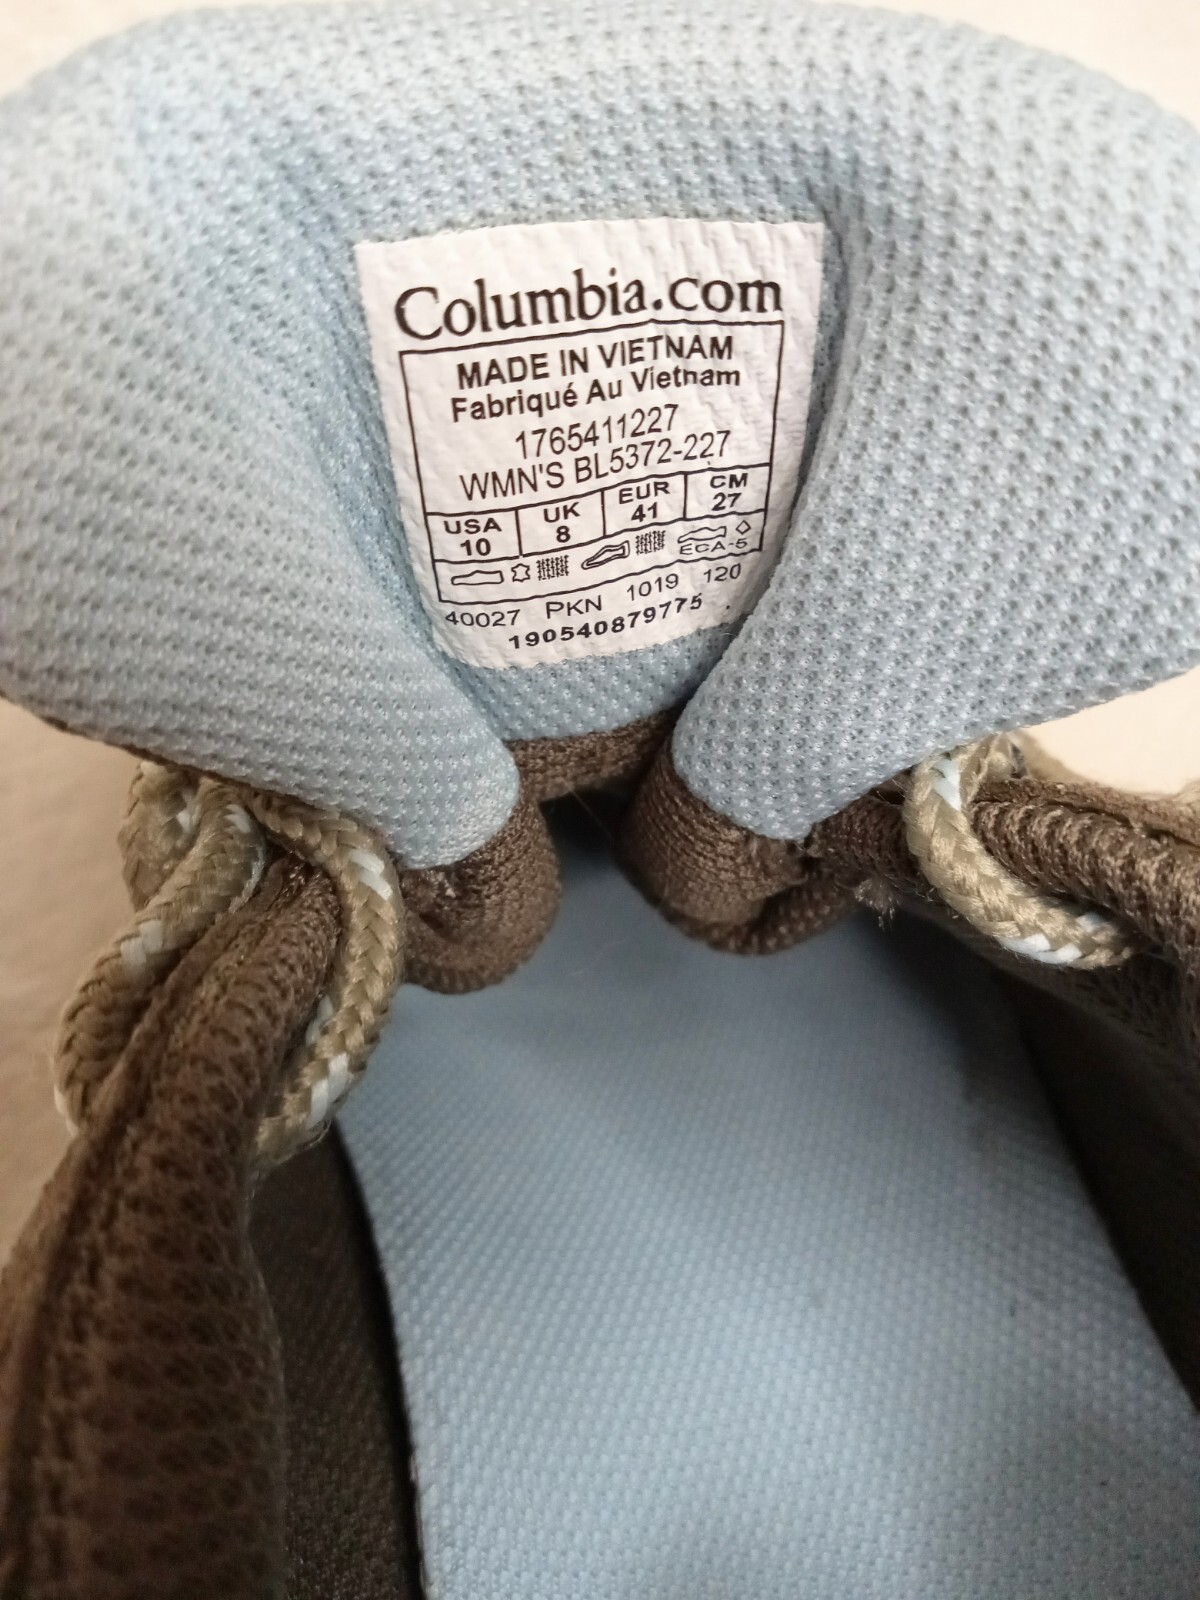 Columbia.com
MADE IN VIETNAM
Fabriqué Au Vietnam
1765411227
WMN'S BL5372-227
USA UK EUR CM
10 8 41 27
ECA-5
40027 PKN 1019 120
190540879775